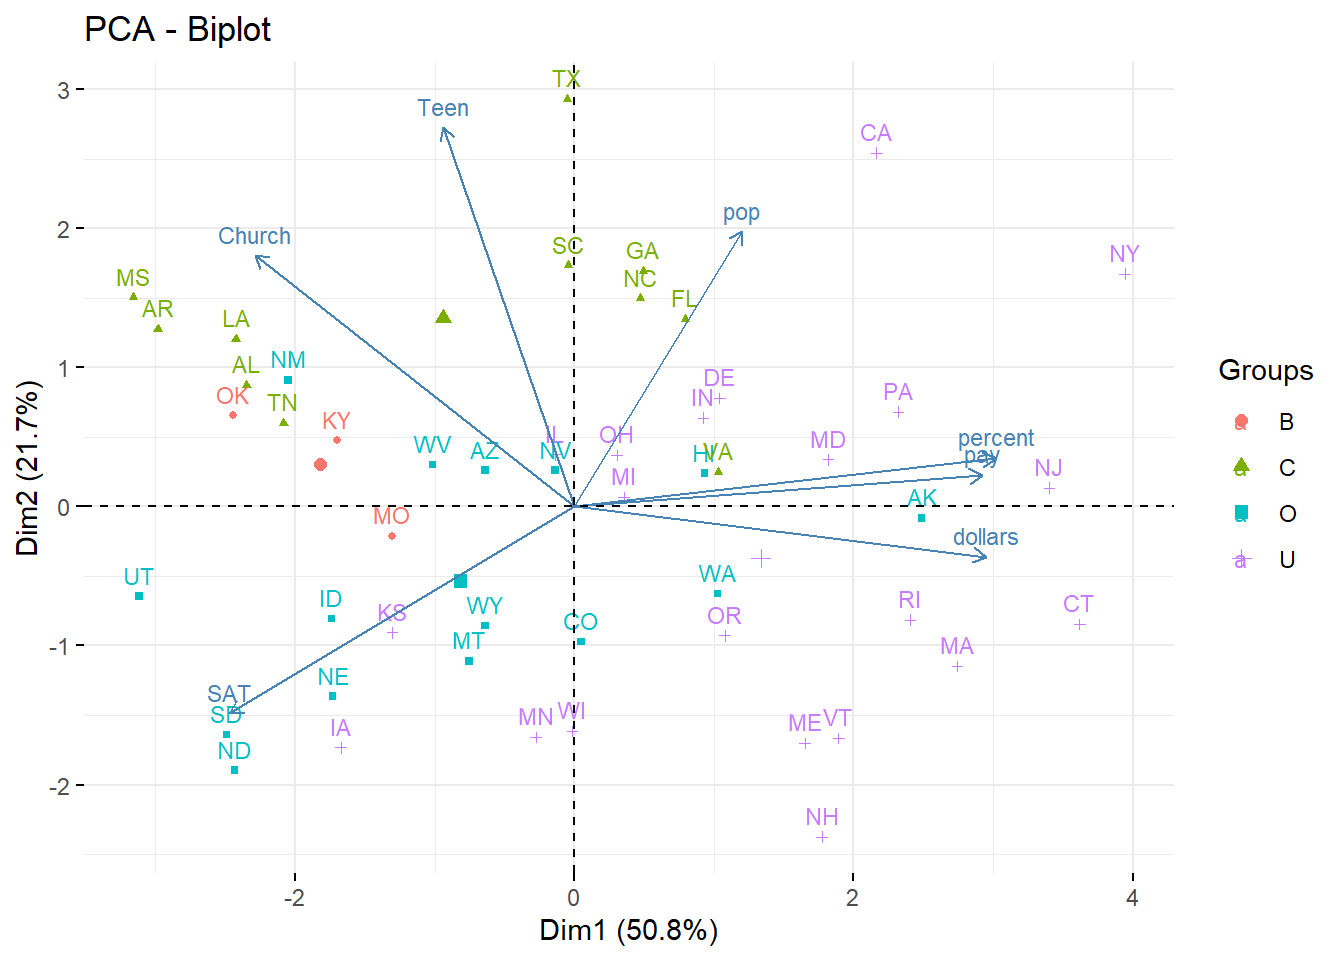 PCA - Biplot
TX
3
Teen
CA
pop
2
Church
SC
GA
NY
NC
MS
FL
AR
LA
AL
NM
1
DE
OK
TN
IN
PA
KY
OH
MD
percent
WV
AZ
NV
IL
HI
VA
pay
NJ
MI
AK
0
MO
dollars
UT
WA
ID
KS
WY
CO
OR
RI
CT
-1
MT
MA
NE
SAT
SD
IA
MN
WI
ME
VT
ND
-2
NH
-2
0
2
4
Dim1 (50.8%)
Dim2 (21.7%)
Groups
a B
a C
a O
a U